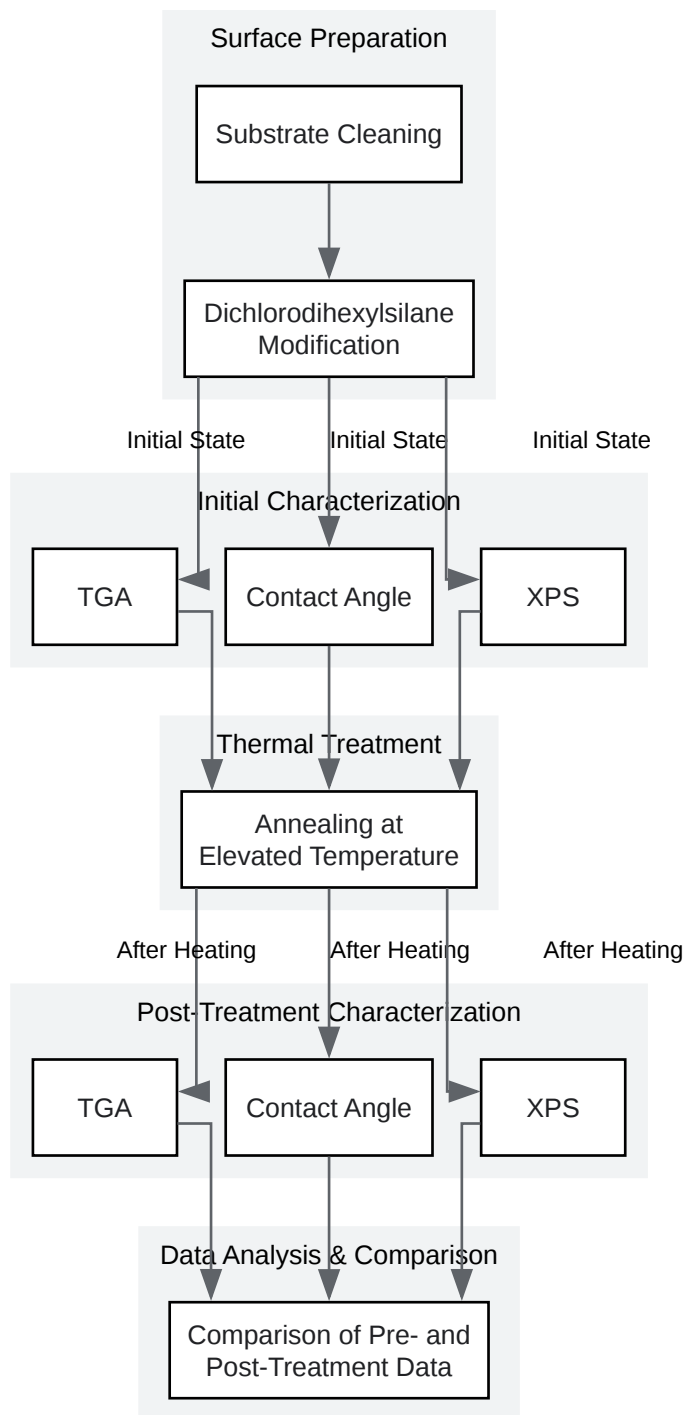 Surface Preparation
Substrate Cleaning
Dichlorodihexylsilane
Modification
Initial State
Initial State
Initial State
Initial Characterization
TGA
Contact Angle
XPS
Thermal Treatment
Annealing at
Elevated Temperature
After Heating
After Heating
After Heating
Post-Treatment Characterization
TGA
Contact Angle
XPS
Data Analysis & Comparison
Comparison of Pre- and
Post-Treatment Data